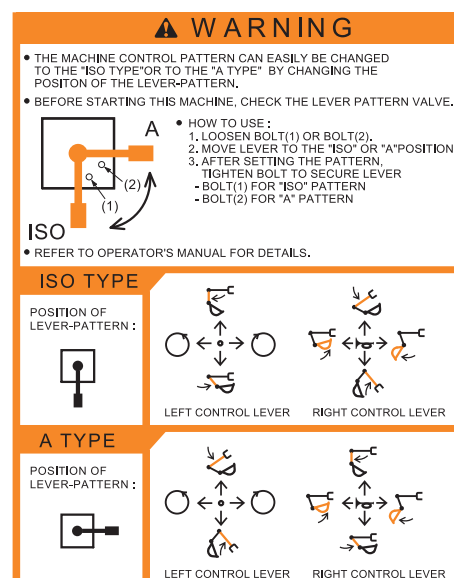 WARNING
• THE MACHINE CONTROL PATTERN CAN EASILY BE CHANGED
TO THE "ISO TYPE"OR TO THE "A TYPE" BY CHANGING THE
POSITON OF THE LEVER-PATTERN.
• BEFORE STARTING THIS MACHINE, CHECK THE LEVER PATTERN VALVE.
A
(2)
(1)
ISO
• HOW TO USE :
1. LOOSEN BOLT(1) OR BOLT(2).
2. MOVE LEVER TO THE "ISO" OR "A"POSITION
3. AFTER SETTING THE PATTERN,
TIGHTEN BOLT TO SECURE LEVER
- BOLT(1) FOR "ISO" PATTERN
- BOLT(2) FOR "A" PATTERN
• REFER TO OPERATOR'S MANUAL FOR DETAILS.
ISO TYPE
POSITION OF
LEVER-PATTERN :
LEFT CONTROL LEVER
RIGHT CONTROL LEVER
A TYPE
POSITION OF
LEVER-PATTERN :
LEFT CONTROL LEVER
RIGHT CONTROL LEVER